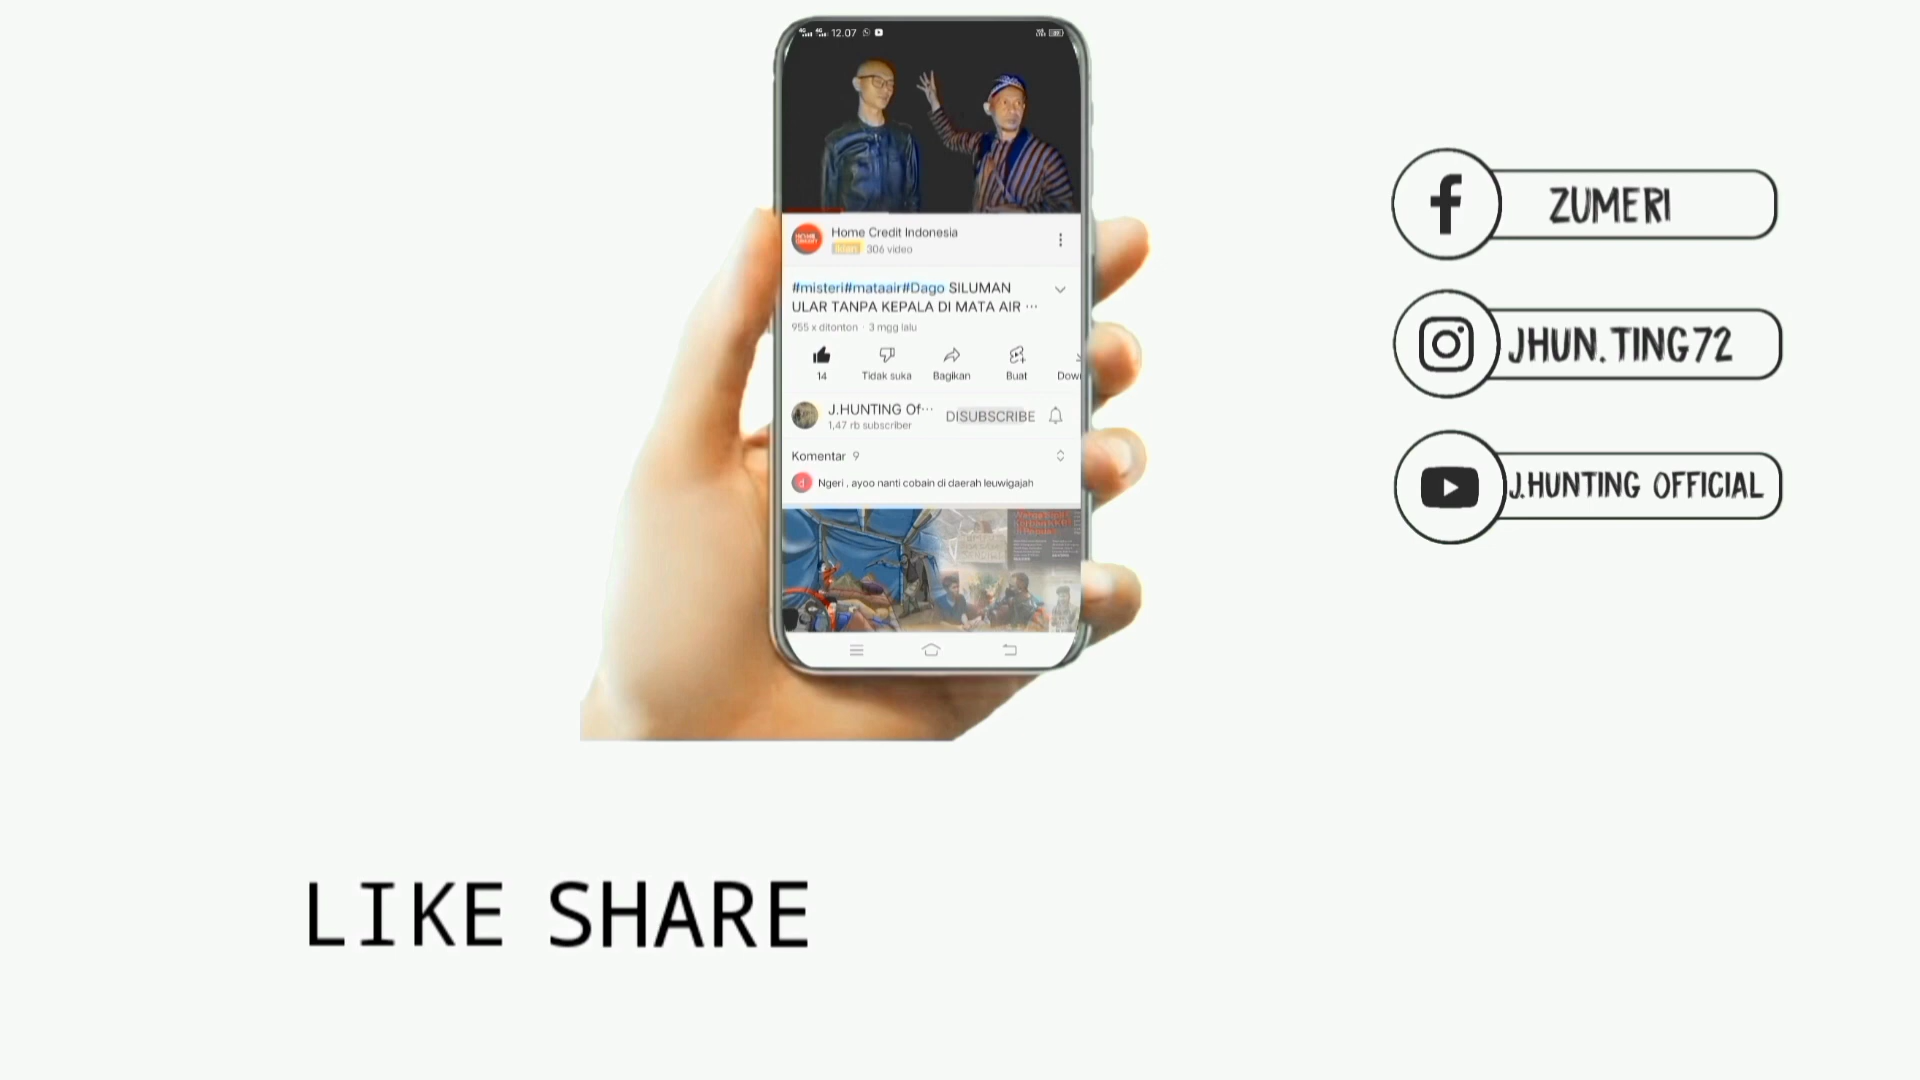 12.07
Home Credit Indonesia
Iklan 306 video
#misteri#mataair#Dago SILUMAN
ULAR TANPA KEPALA DI MATA AIR ...
955 x ditonton · 3 mgg lalu
14 Tidak suka Bagikan Buat Down
J.HUNTING Of...
DISUBSCRIBE
1,47 rb subscriber
Komentar 9
Ngeri , ayoo nanti cobain di daerah leuwigajah
ZUMERI
JHUN.TING72
J.HUNTING OFFICIAL
LIKE SHARE